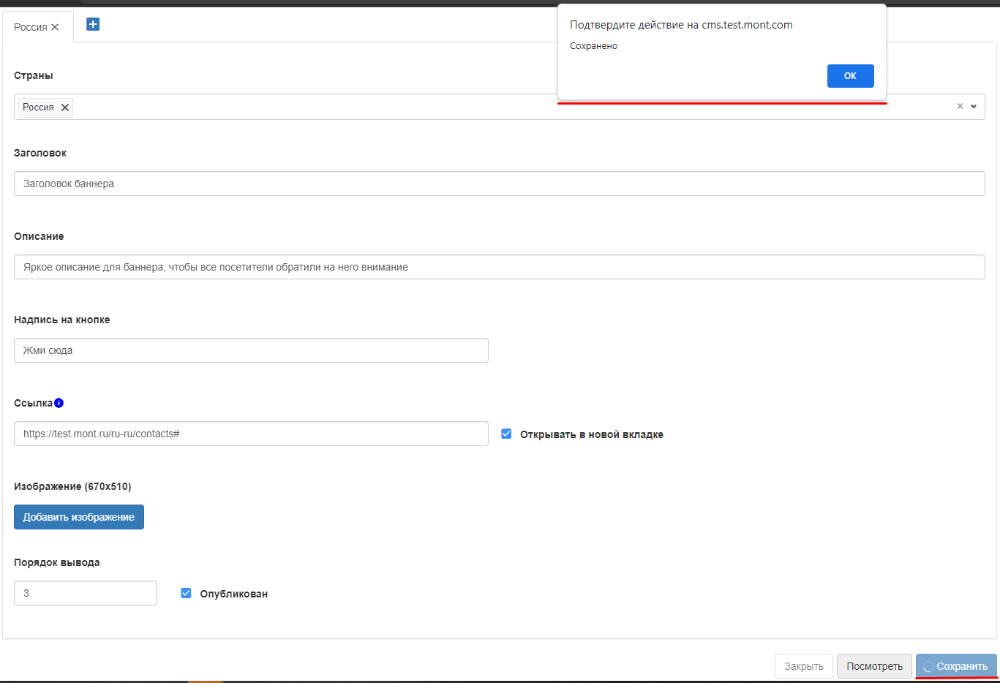 Россия
Подтвердите действие на cms.test.mont.com
Сохранено
ОК
Страны
Россия
Заголовок
Заголовок баннера
Описание
Яркое описание для баннера, чтобы все посетители обратили на него внимание
Надпись на кнопке
Жми сюда
Ссылка
https://test.mont.ru/ru-ru/contacts#
Открывать в новой вкладке
Изображение (670x510)
Добавить изображение
Порядок вывода
3
Опубликован
Закрыть
Посмотреть
Сохранить